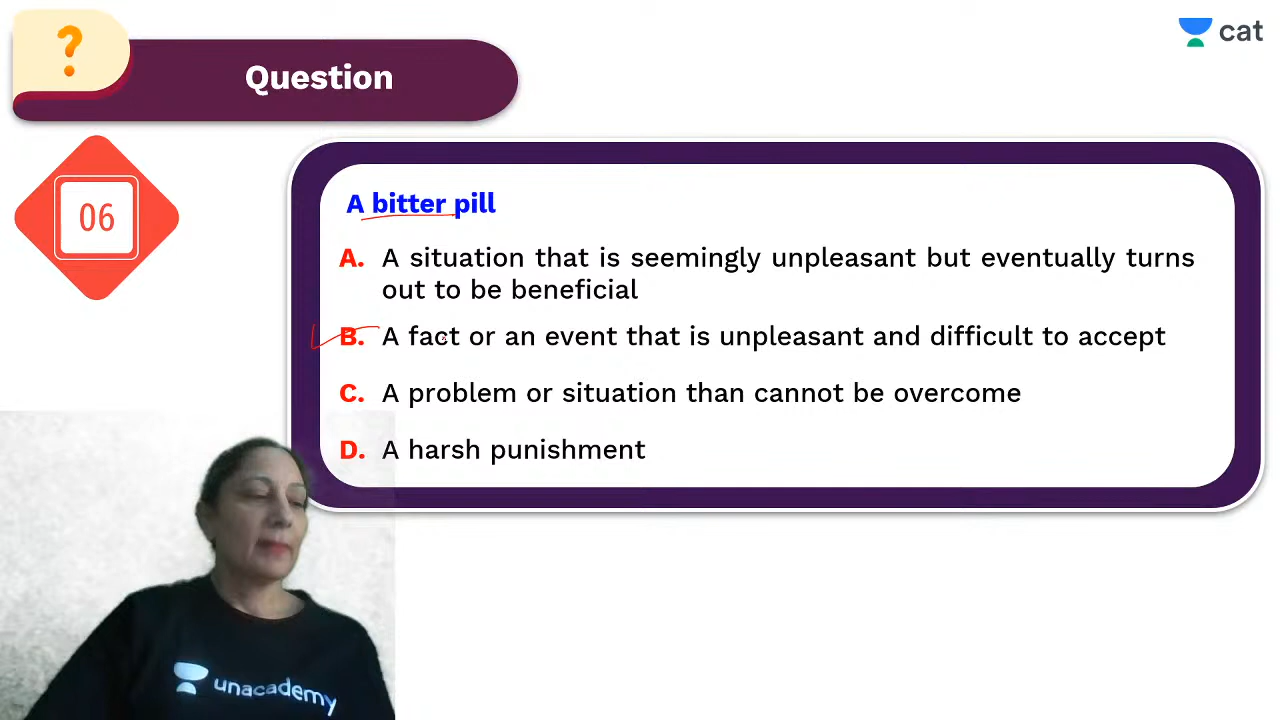 ?
Question
cat
06
A bitter pill
A. A situation that is seemingly unpleasant but eventually turns
out to be beneficial
B. A fact or an event that is unpleasant and difficult to accept
C. A problem or situation than cannot be overcome
D. A harsh punishment
unacademy